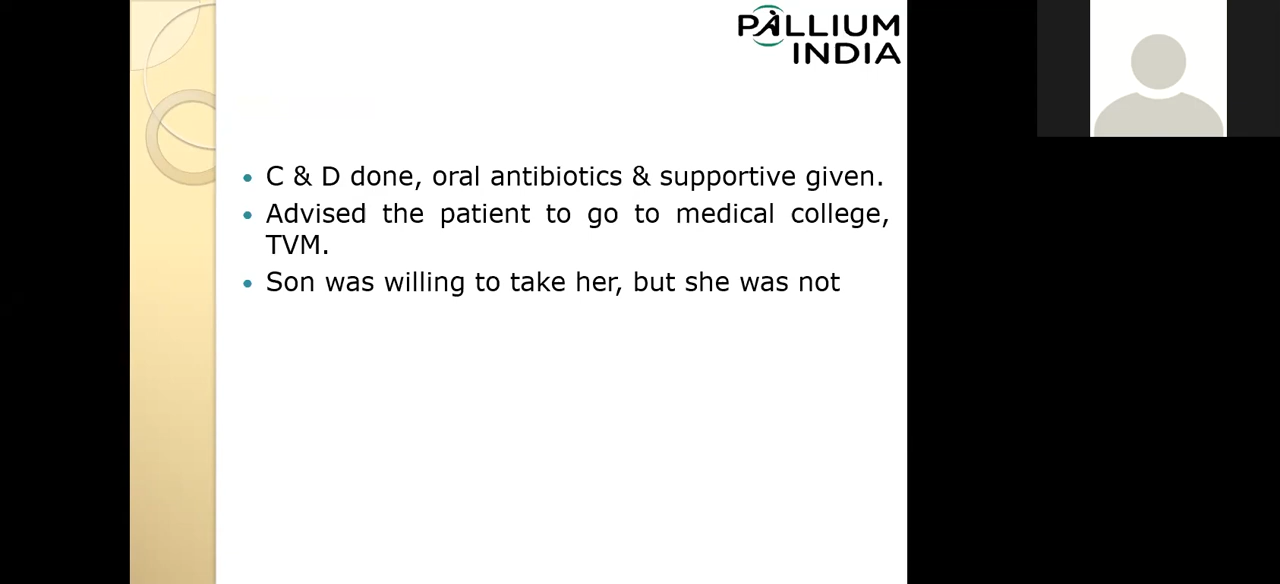 PALLIUM
INDIA
C & D done, oral antibiotics & supportive given.
Advised the patient to go to medical college,
TVM.
Son was willing to take her, but she was not